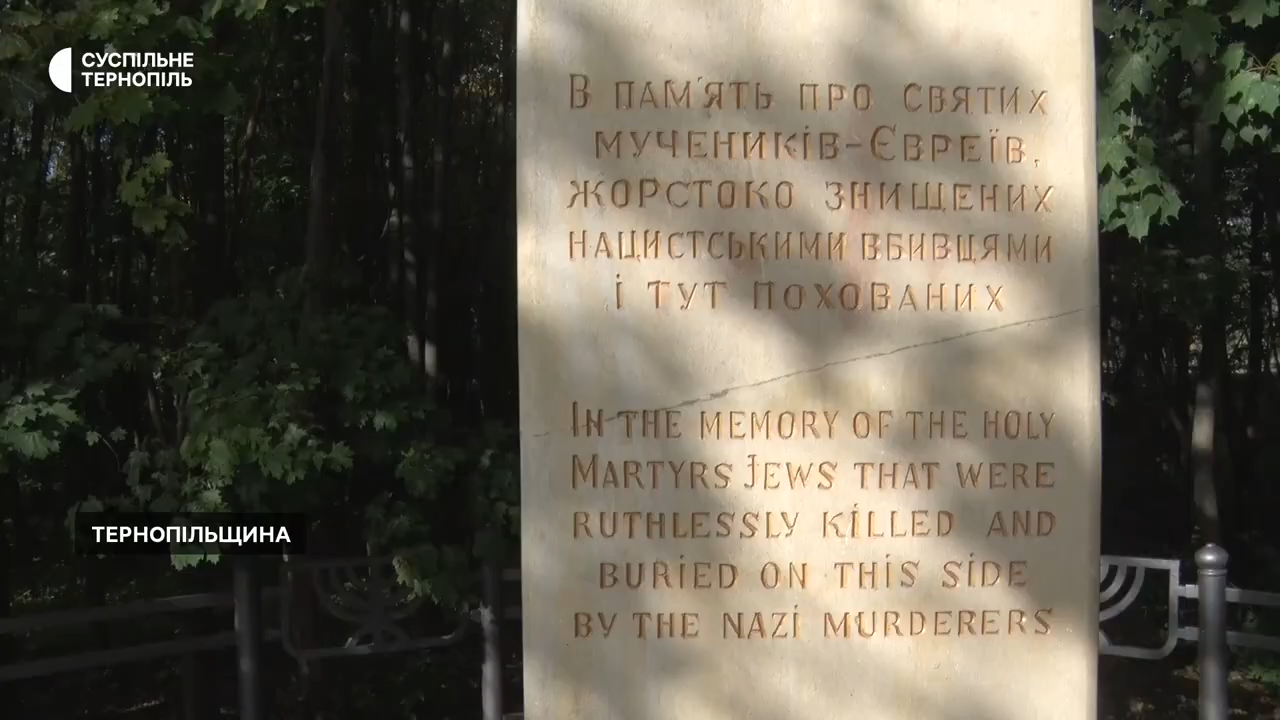 СУСПІЛЬНЕ
ТЕРНОПІЛЬ
В ПАМ'ЯТЬ ПРО СВЯТИХ
МУЧЕНИКІВ-ЄВРЕЇВ,
ЖОРСТОКО ЗНИЩЕНИХ
НАЦИСТСЬКИМИ ВБИВЦЯМИ
І ТУТ ПОХОВАНИХ
IN THE MEMORY OF THE HOLY
MARTYRS JEWS THAT WERE
RUTHLESSLY KILLED AND
BURIED ON THIS SIDE
BY THE NAZI MURDERERS
ТЕРНОПІЛЬЩИНА